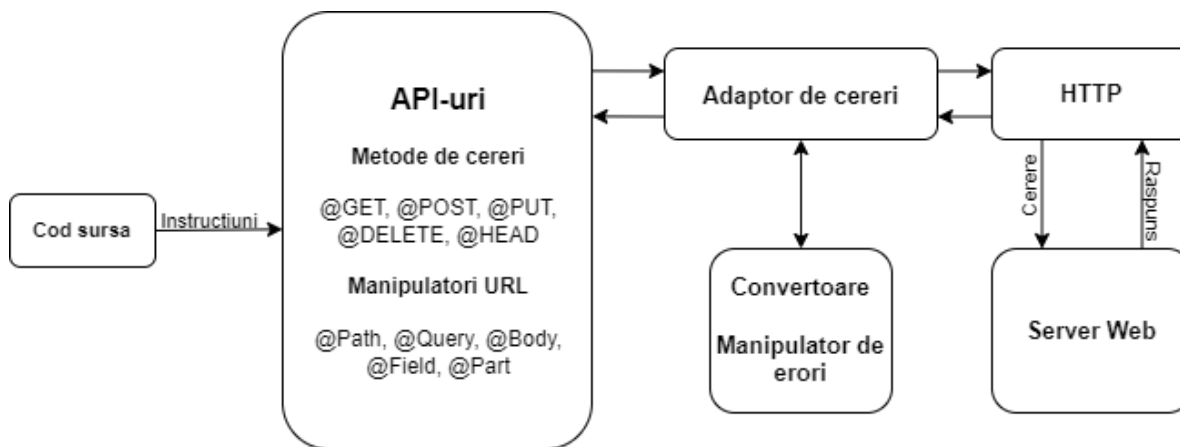 Cod sursa
Instructiuni
API-uri
Metode de cereri
@GET, @POST, @PUT,
@DELETE, @HEAD
Manipulatori URL
@Path, @Query, @Body,
@Field, @Part
Adaptor de cereri
Convertoare
Manipulator de
erori
HTTP
Cerere
Raspuns
Server Web